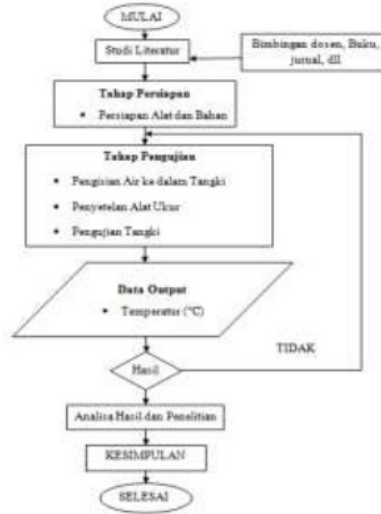 MULAI
Studi Literatur
Bimbingan dosen, Buku,
jurnal, dll
Tahap Persiapan
• Persiapan Alat dan Bahan
Tahap Pengujian
• Pengisian Air ke dalam Tangki
• Penyetelan Alat Ukur
• Pengujian Tangki
Data Output
• Temperatur (°C)
TIDAK
Hasil
Analisa Hasil dan Penelitian
KESIMPULAN
SELESAI